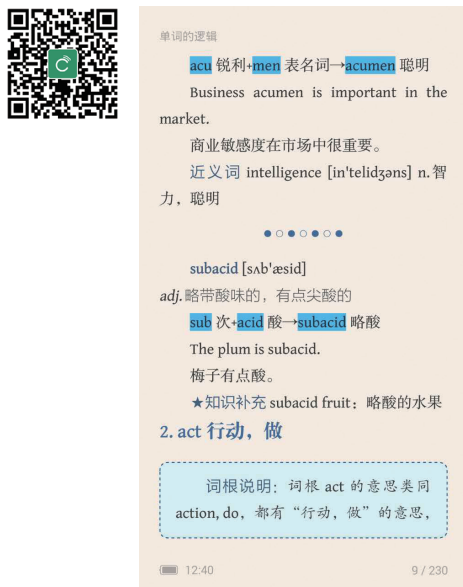 单词的逻辑
acu 锐利+men 表名词→acumen 聪明
Business acumen is important in the
market.
商业敏感度在市场中很重要。
近义词 intelligence [in'telidʒəns] n.智
力，聪明
subacid [sʌb'æsid]
adj.略带酸味的，有点尖酸的
sub 次+acid 酸→subacid 略酸
The plum is subacid.
梅子有点酸。
★知识补充 subacid fruit：略酸的水果
2. act 行动，做
词根说明：词根 act 的意思类同
action, do，都有“行动，做”的意思，
12:40
9 / 230